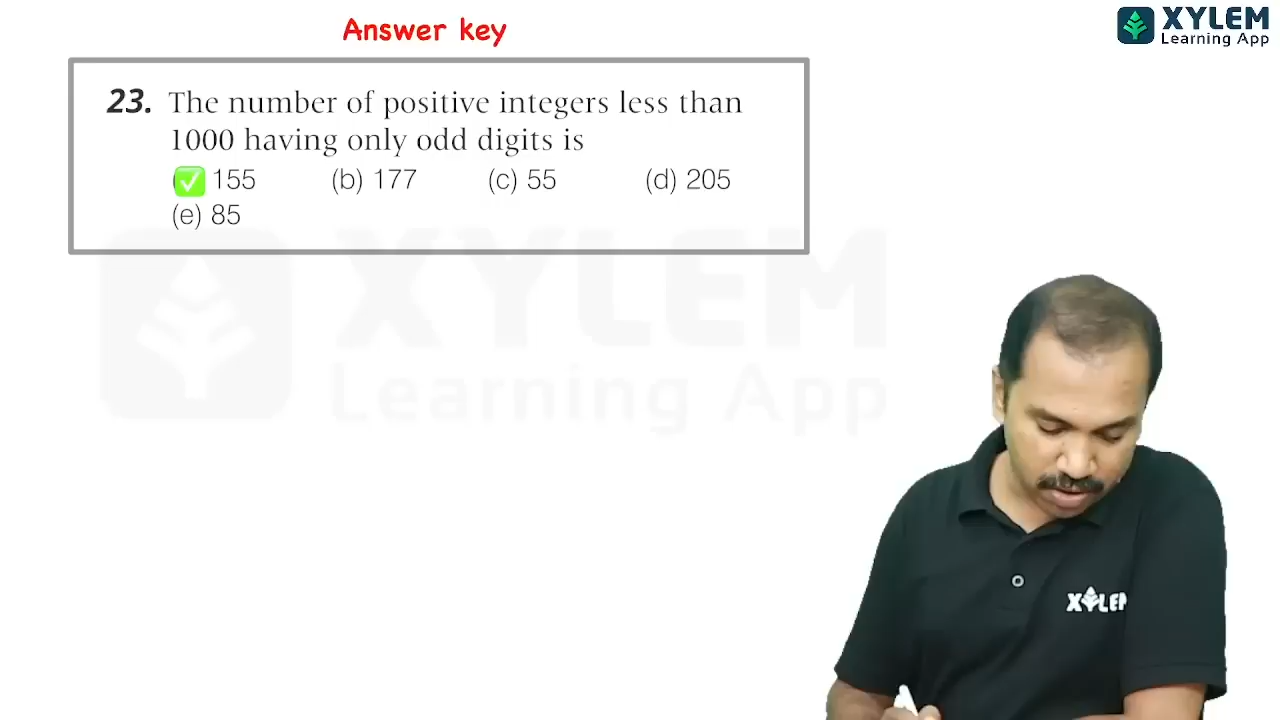 Answer key
XYLEM
Learning App
23. The number of positive integers less than
1000 having only odd digits is
155 (b) 177 (c) 55 (d) 205
(e) 85
XYLEM
Learning App
XYLEM